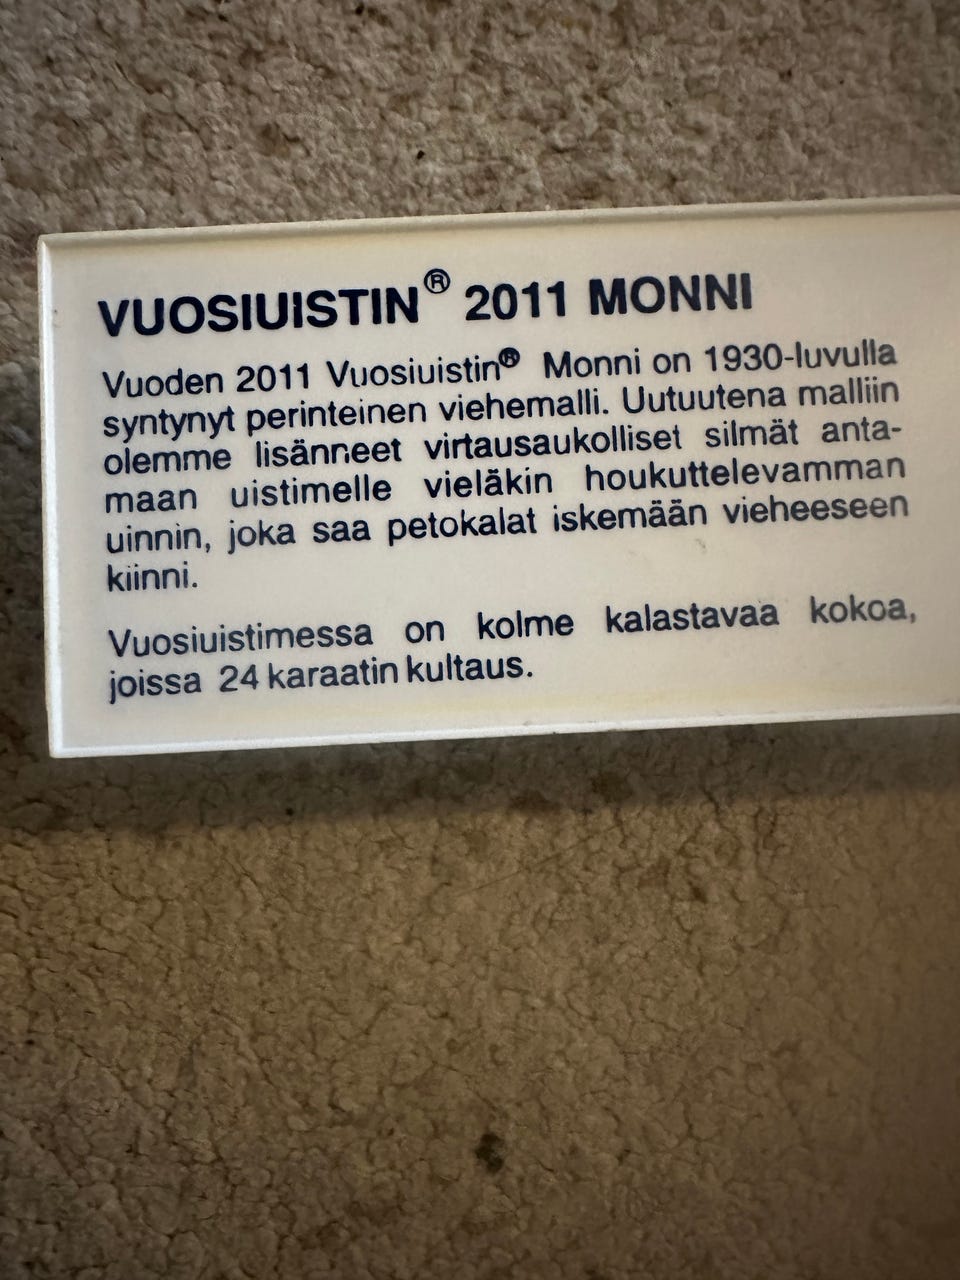 VUOSIUISTIN® 2011 MONNI
Vuoden 2011 Vuosiuistin® Monni on 1930-luvulla
syntynyt perinteinen viehemalli. Uutuutena malliin
olemme lisänneet virtausaukolliset silmät anta-
maan uistimelle vieläkin houkuttelevamman
uinnin, joka saa petokalat iskemään vieheeseen
kiinni.
Vuosiuistimessa on kolme kalastavaa kokoa,
joissa 24 karaatin kultaus.